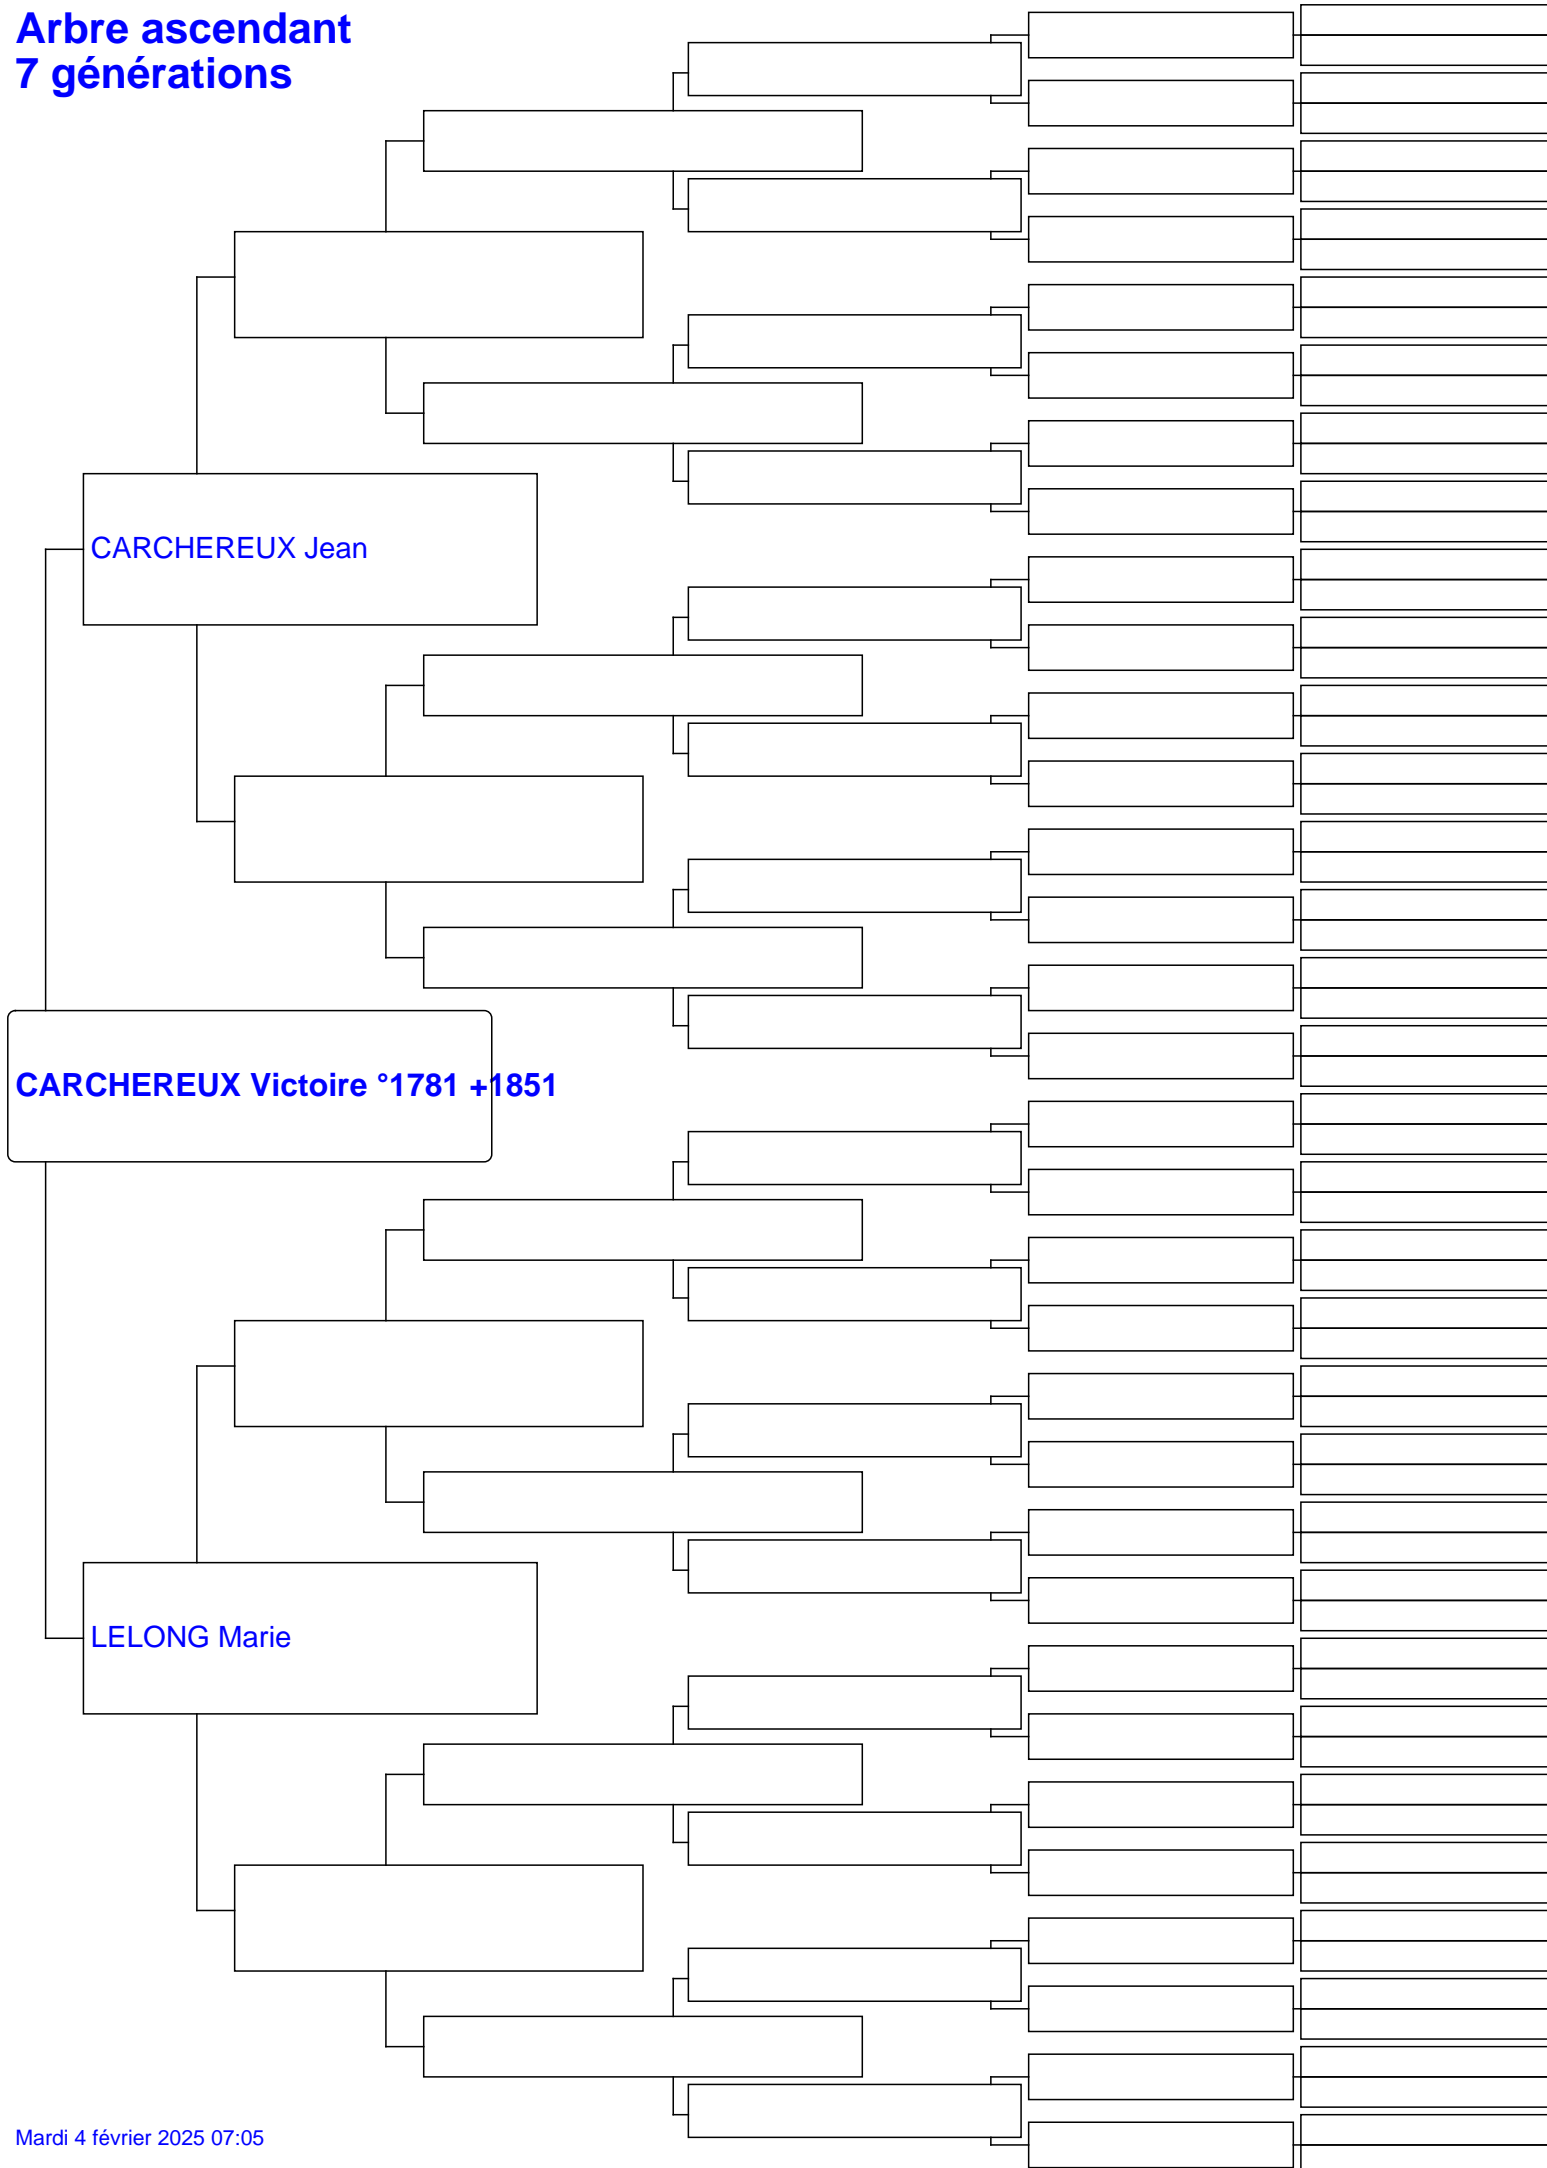 Arbre ascendant
7 générations
CARCHEREUX Jean
CARCHEREUX Victoire °1781 +1851
LELONG Marie
Mardi 4 février 2025 07:05